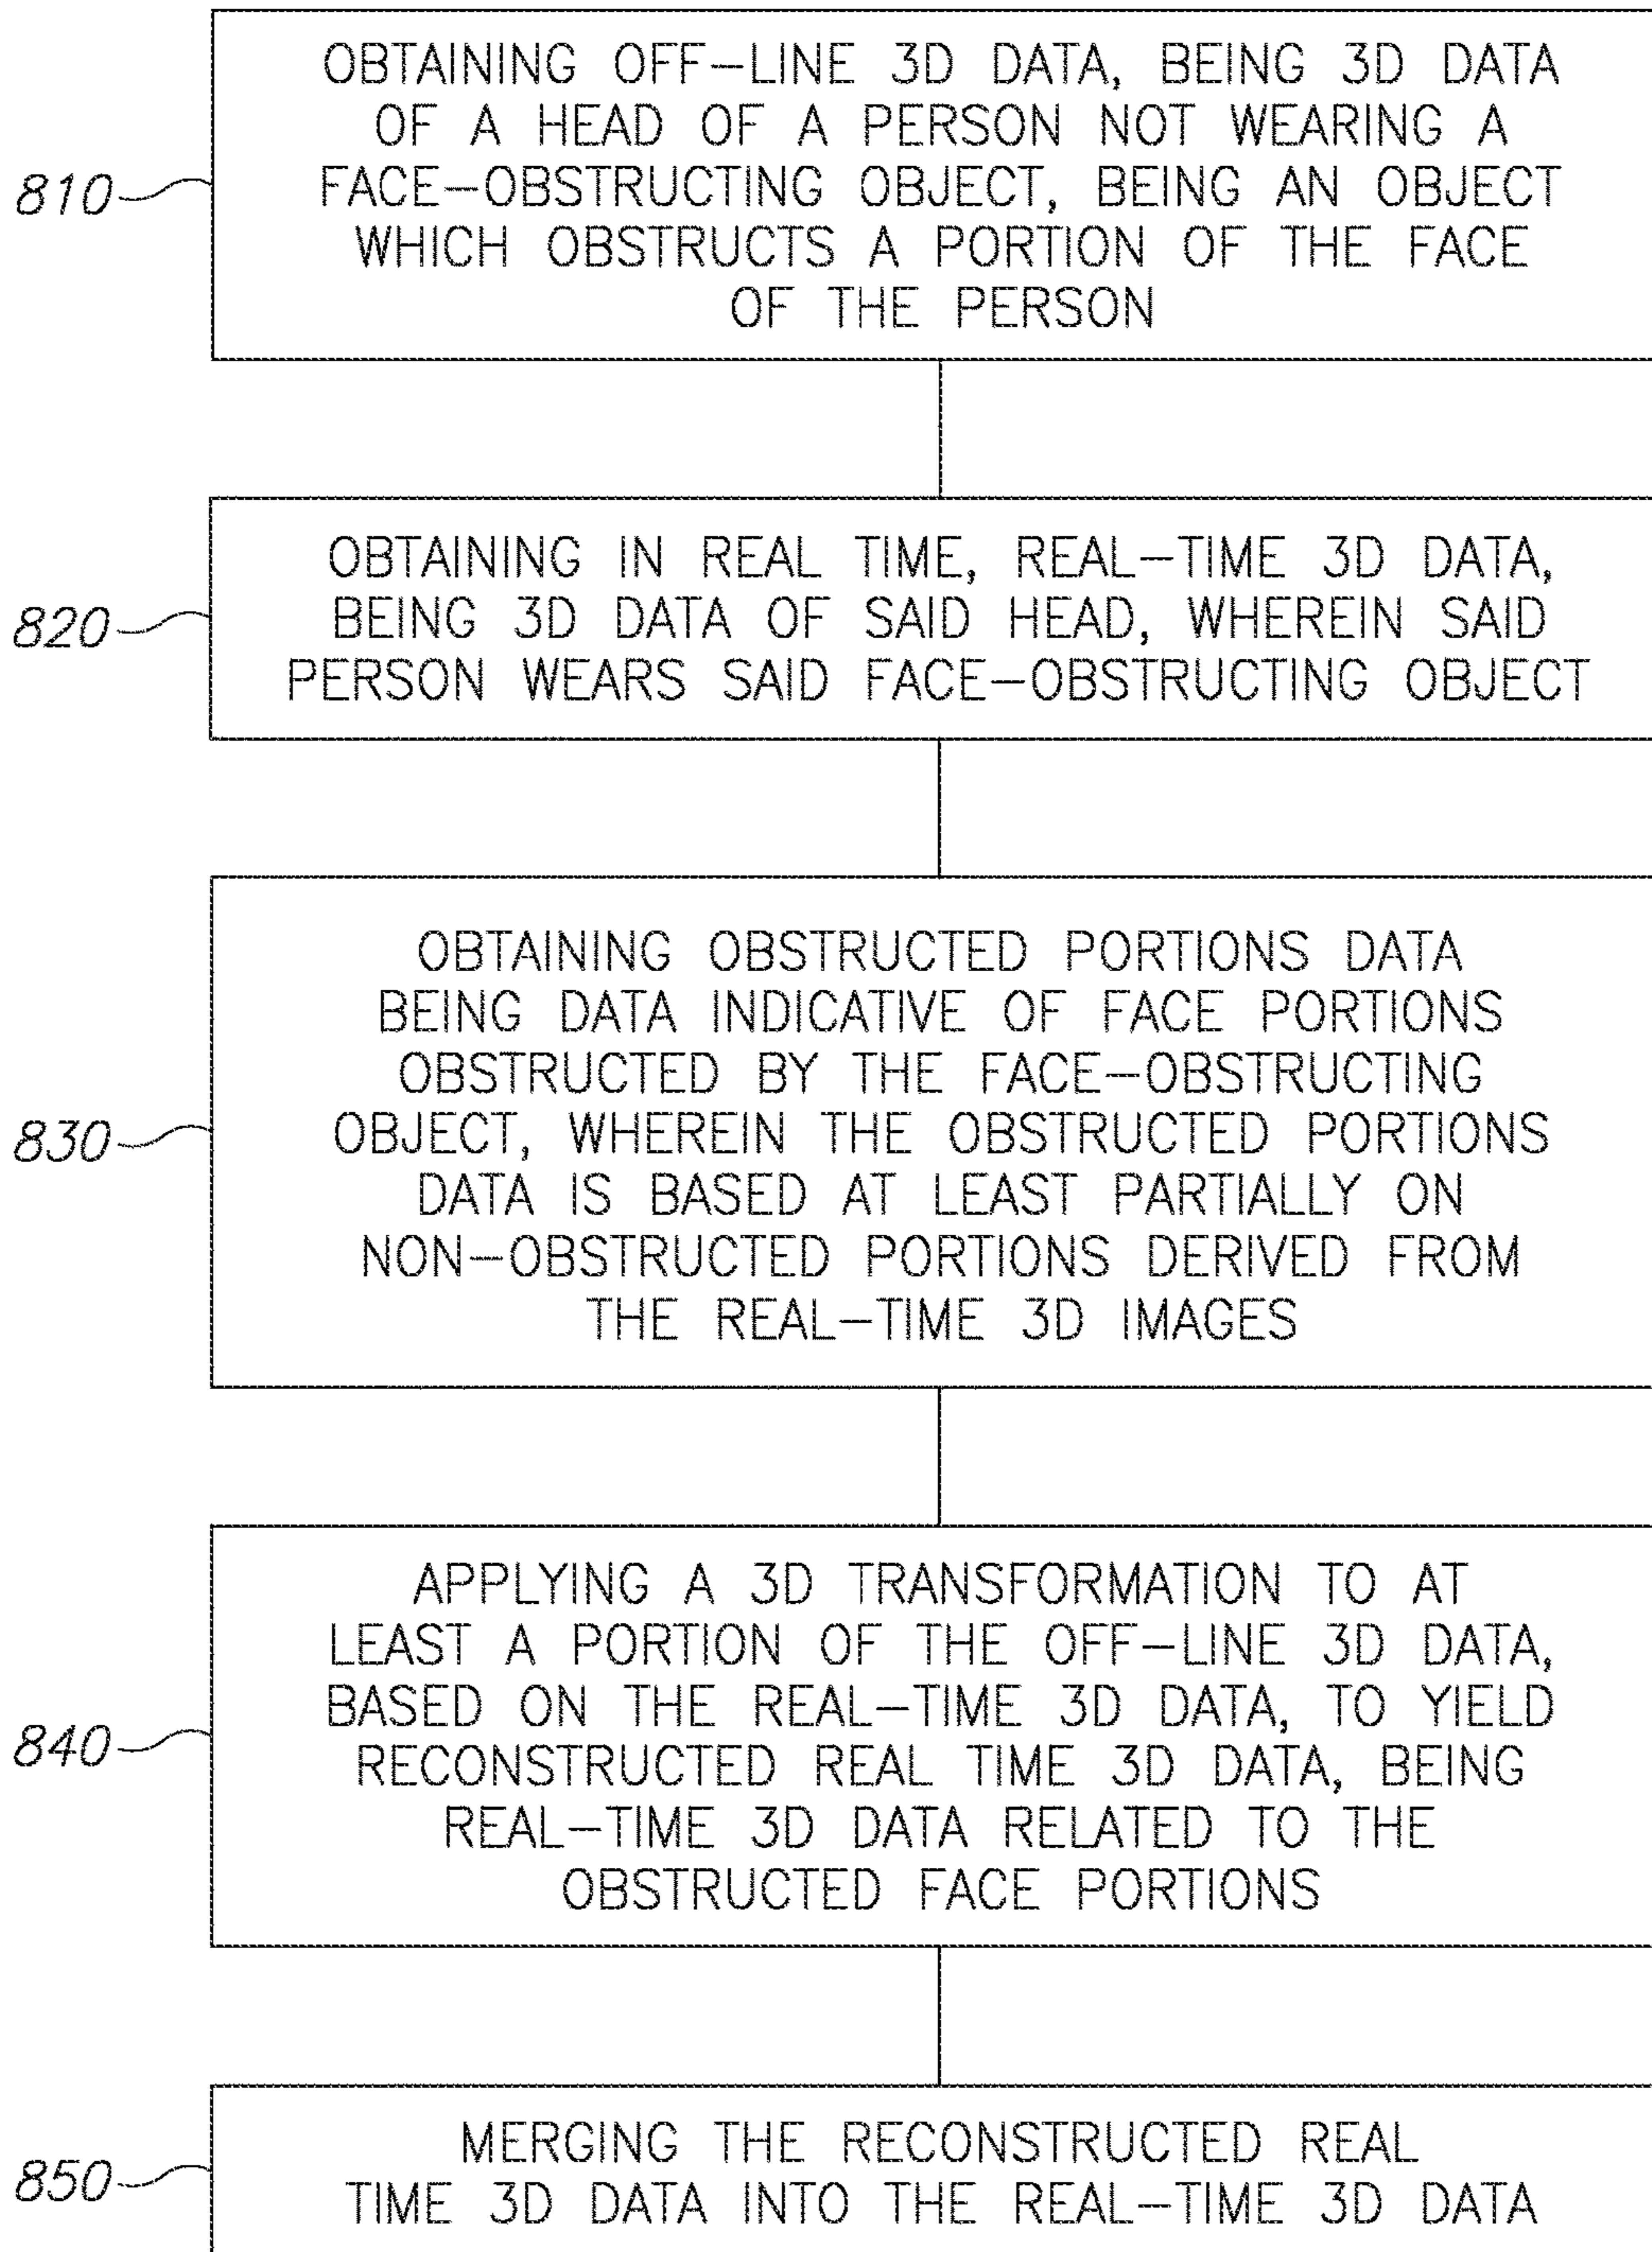 OBTAINING OFF-LINE 3D DATA, BEING 3D DATA
OF A HEAD OF A PERSON NOT WEARING A
FACE-OBSTRUCTING OBJECT, BEING AN OBJECT
WHICH OBSTRUCTS A PORTION OF THE FACE
OF THE PERSON
810
OBTAINING IN REAL TIME, REAL-TIME 3D DATA,
BEING 3D DATA OF SAID HEAD, WHEREIN SAID
PERSON WEARS SAID FACE-OBSTRUCTING OBJECT
820
OBTAINING OBSTRUCTED PORTIONS DATA
BEING DATA INDICATIVE OF FACE PORTIONS
OBSTRUCTED BY THE FACE-OBSTRUCTING
OBJECT, WHEREIN THE OBSTRUCTED PORTIONS
DATA IS BASED AT LEAST PARTIALLY ON
NON-OBSTRUCTED PORTIONS DERIVED FROM
THE REAL-TIME 3D IMAGES
830
APPLYING A 3D TRANSFORMATION TO AT
LEAST A PORTION OF THE OFF-LINE 3D DATA,
BASED ON THE REAL-TIME 3D DATA, TO YIELD
RECONSTRUCTED REAL TIME 3D DATA, BEING
REAL-TIME 3D DATA RELATED TO THE
OBSTRUCTED FACE PORTIONS
840
MERGING THE RECONSTRUCTED REAL
TIME 3D DATA INTO THE REAL-TIME 3D DATA
850